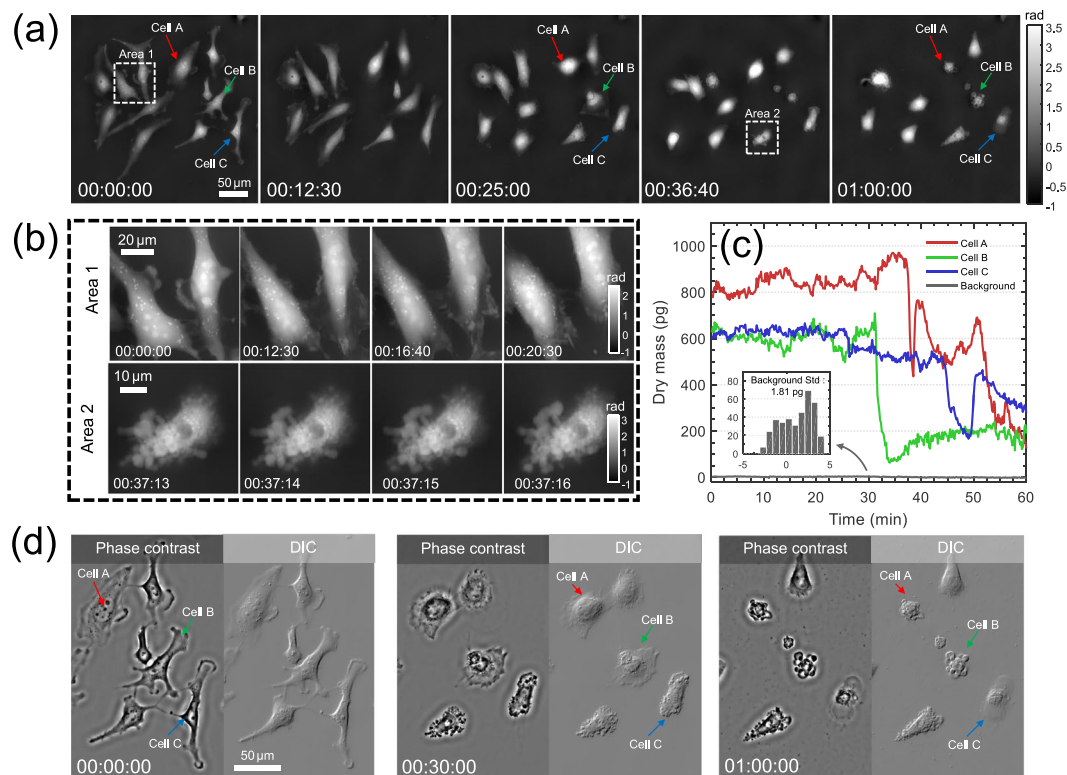 (a)
Cell A
Area 1
Cell B
Cell C
50 μm
00:00:00
00:12:30
Cell A
Cell B
Cell C
00:25:00
Area 2
00:36:40
Cell A
Cell B
Cell C
01:00:00
rad
3.5
3
2.5
2
1.5
1
0.5
0
-0.5
-1
(b)
Area 1
20 μm
00:00:00
00:12:30
00:16:40
00:20:30
rad
2
1
0
-1
Area 2
10 μm
00:37:13
00:37:14
00:37:15
00:37:16
rad
3
2
1
0
-1
(c)
Cell A
Cell B
Cell C
Background
Dry mass (pg)
1000
800
600
400
200
0
Background Std :
1.81 pg
80
60
40
20
0
-5
0
5
0
10
20
30
40
50
60
Time (min)
(d)
Phase contrast
DIC
Cell A
Cell B
Cell C
00:00:00
50 μm
Phase contrast
DIC
Cell A
Cell B
Cell C
00:30:00
Phase contrast
DIC
Cell A
Cell B
Cell C
01:00:00